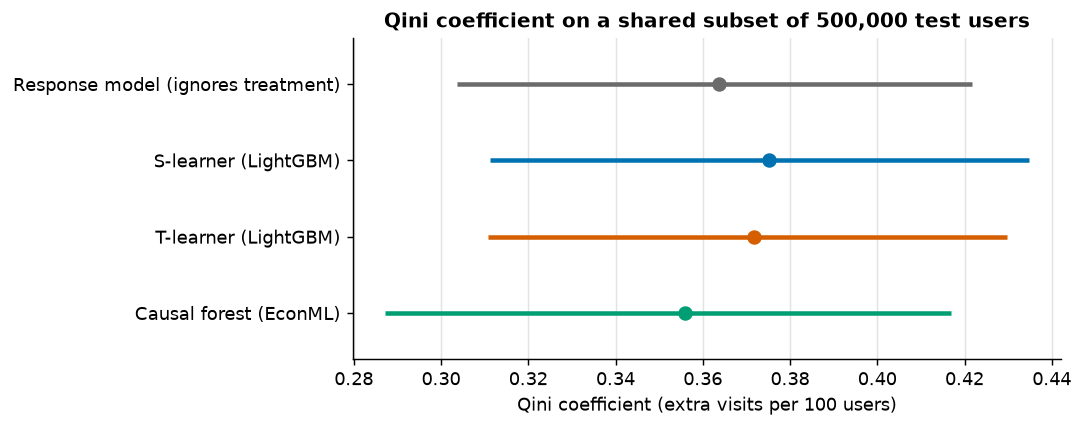 Qini coefficient on a shared subset of 500,000 test users
Response model (ignores treatment)
S-learner (LightGBM)
T-learner (LightGBM)
Causal forest (EconML)
0.28 0.30 0.32 0.34 0.36 0.38 0.40 0.42 0.44
Qini coefficient (extra visits per 100 users)